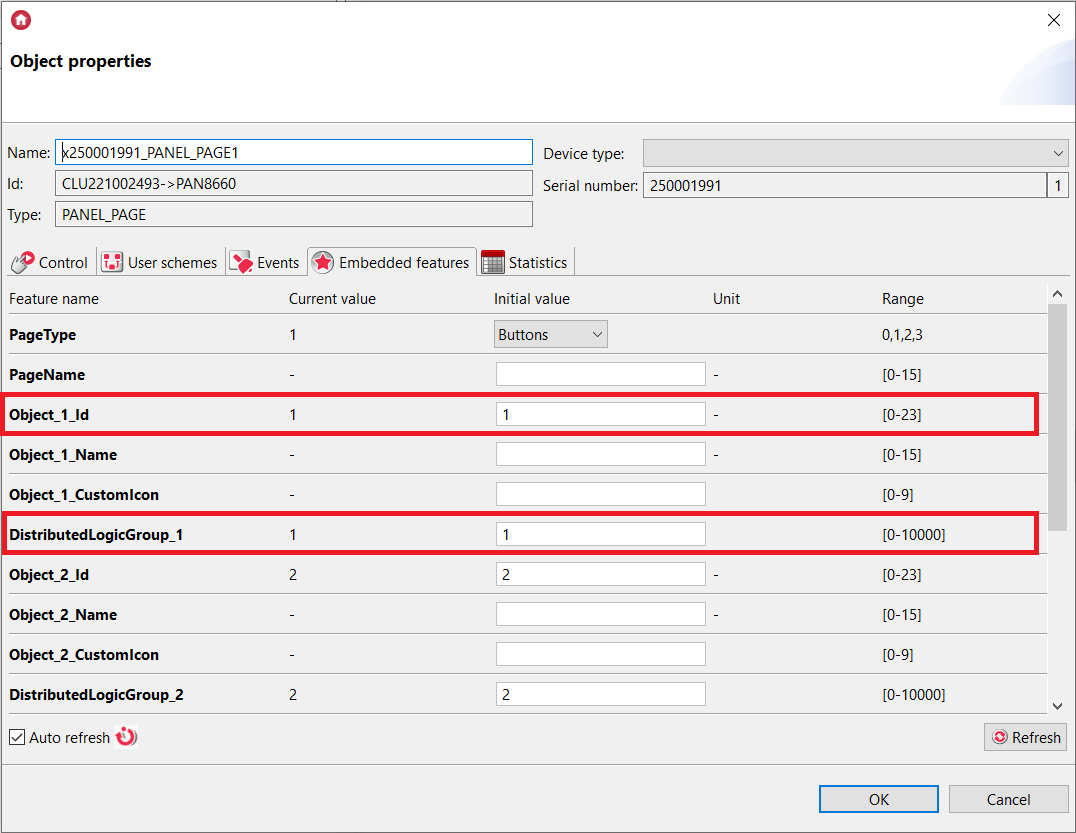 Object properties
Name: x250001991_PANEL_PAGE1 Device type:
Id: CLU221002493->PAN8660 Serial number: 250001991 1
Type: PANEL_PAGE
Control User schemes Events Embedded features Statistics
Feature name Current value Initial value Unit Range
PageType 1 Buttons 0,1,2,3
PageName - - [0-15]
Object_1_Id 1 1 - [0-23]
Object_1_Name - - [0-15]
Object_1_CustomIcon - [0-9]
DistributedLogicGroup_1 1 1 [0-10000]
Object_2_Id 2 2 - [0-23]
Object_2_Name - - [0-15]
Object_2_CustomIcon - [0-9]
DistributedLogicGroup_2 2 2 [0-10000]
Auto refresh Refresh
OK Cancel